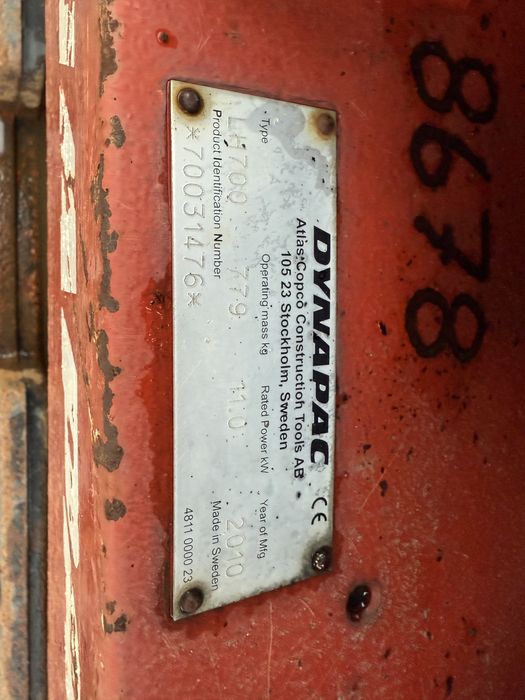 8678
DYNAPAC CE
Atlas Copco Construction Tools AB
105 23 Stockholm, Sweden
Type Operating mass kg Rated Power kW Year of Mfg
LH700 779 11.0 2010
Product Identification Number Made in Sweden
*70031476* 4811 0000 23